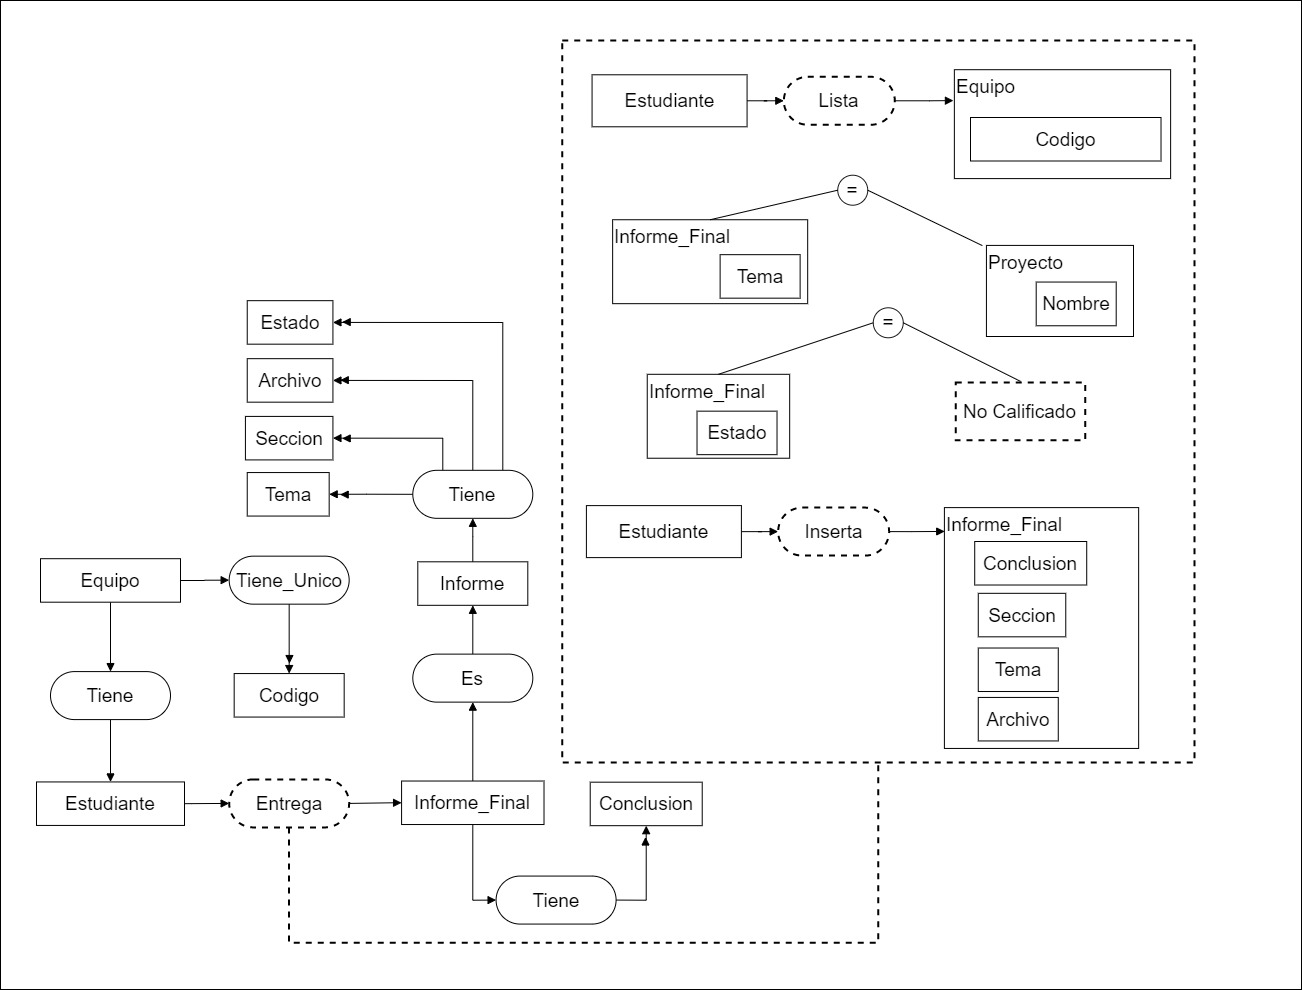 Estudiante
Lista
Equipo
Codigo
=
Informe_Final
Tema
Proyecto
Nombre
=
Informe_Final
Estado
No Calificado
Estudiante
Inserta
Informe_Final
Conclusion
Seccion
Tema
Archivo
Estado
Archivo
Seccion
Tema
Tiene
Equipo
Tiene_Unico
Informe
Tiene
Codigo
Es
Estudiante
Entrega
Informe_Final
Conclusion
Tiene